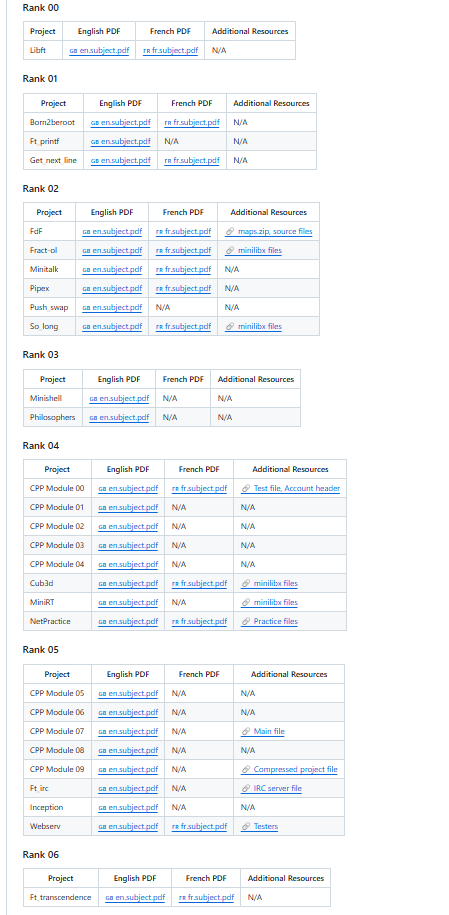 Rank 00
Project English PDF French PDF Additional Resources
Libft GB en.subject.pdf FR fr.subject.pdf N/A
Rank 01
Project English PDF French PDF Additional Resources
Born2beroot GB en.subject.pdf FR fr.subject.pdf N/A
Ft_printf GB en.subject.pdf N/A N/A
Get_next_line GB en.subject.pdf FR fr.subject.pdf N/A
Rank 02
Project English PDF French PDF Additional Resources
FdF GB en.subject.pdf FR fr.subject.pdf maps.zip, source files
Fract-ol GB en.subject.pdf FR fr.subject.pdf minilibx files
Minitalk GB en.subject.pdf FR fr.subject.pdf N/A
Pipex GB en.subject.pdf FR fr.subject.pdf N/A
Push_swap GB en.subject.pdf N/A N/A
So_long GB en.subject.pdf FR fr.subject.pdf minilibx files
Rank 03
Project English PDF French PDF Additional Resources
Minishell GB en.subject.pdf N/A N/A
Philosophers GB en.subject.pdf N/A N/A
Rank 04
Project English PDF French PDF Additional Resources
CPP Module 00 GB en.subject.pdf FR fr.subject.pdf Test file, Account header
CPP Module 01 GB en.subject.pdf N/A N/A
CPP Module 02 GB en.subject.pdf N/A N/A
CPP Module 03 GB en.subject.pdf N/A N/A
CPP Module 04 GB en.subject.pdf N/A N/A
Cub3d GB en.subject.pdf FR fr.subject.pdf minilibx files
MiniRT GB en.subject.pdf N/A minilibx files
NetPractice GB en.subject.pdf FR fr.subject.pdf Practice files
Rank 05
Project English PDF French PDF Additional Resources
CPP Module 05 GB en.subject.pdf N/A N/A
CPP Module 06 GB en.subject.pdf N/A N/A
CPP Module 07 GB en.subject.pdf N/A Main file
CPP Module 08 GB en.subject.pdf N/A N/A
CPP Module 09 GB en.subject.pdf N/A Compressed project file
Ft_irc GB en.subject.pdf N/A IRC server file
Inception GB en.subject.pdf N/A N/A
Webserv GB en.subject.pdf FR fr.subject.pdf Testers
Rank 06
Project English PDF French PDF Additional Resources
Ft_transcendence GB en.subject.pdf FR fr.subject.pdf N/A